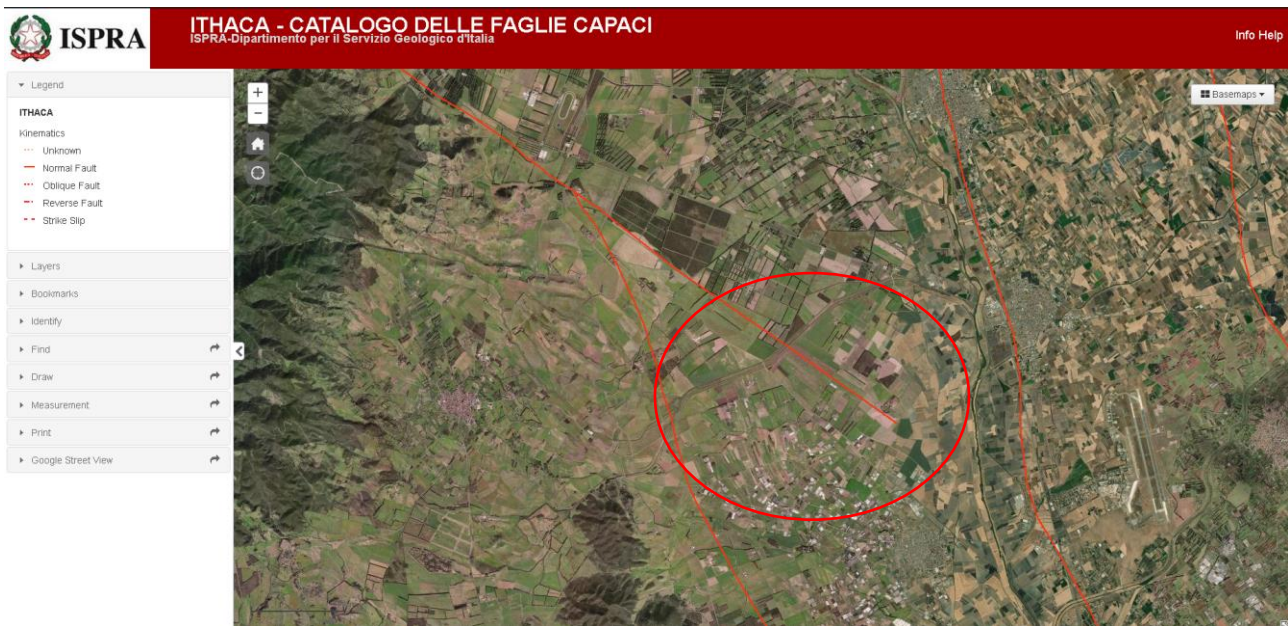 ISPRA
ITHACA - CATALOGO DELLE FAGLIE CAPACI
ISPRA-Dipartimento per il Servizio Geologico d'Italia
Info Help
Legend
ITHACA
Kinematics
Unknown
Normal Fault
Oblique Fault
Reverse Fault
Strike Slip
Layers
Bookmarks
Identify
Find
Draw
Measurement
Print
Google Street View
+
-
Basemaps